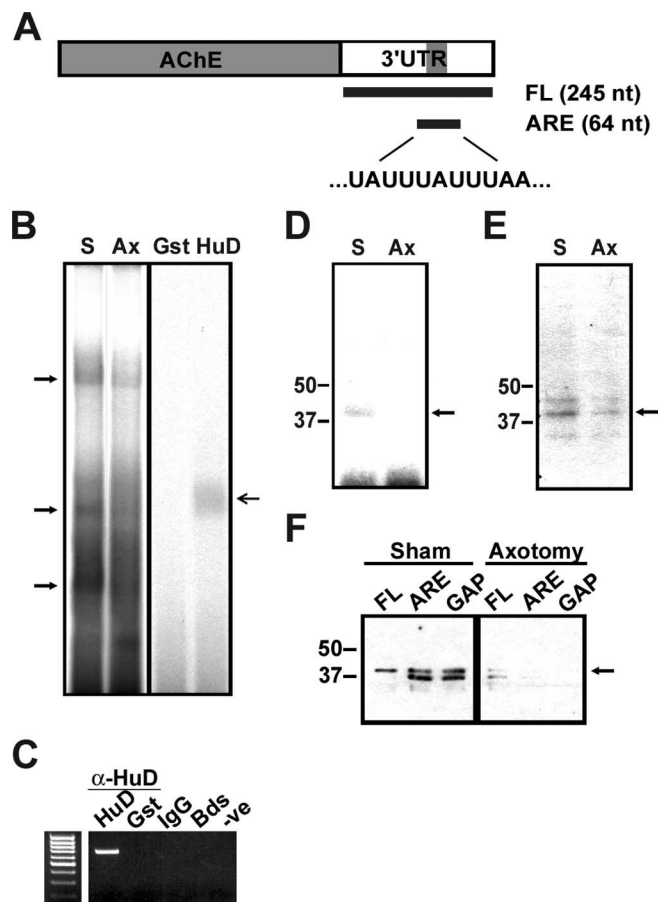 A
AChE 3'UTR
FL (245 nt)
ARE (64 nt)
...UAUUUAUUUAA...
B
S Ax Gst HuD
D
S Ax
50
37
E
S Ax
50
37
F
Sham Axotomy
FL ARE GAP FL ARE GAP
50
37
C
α-HuD
HuD Gst IgG Bds -ve